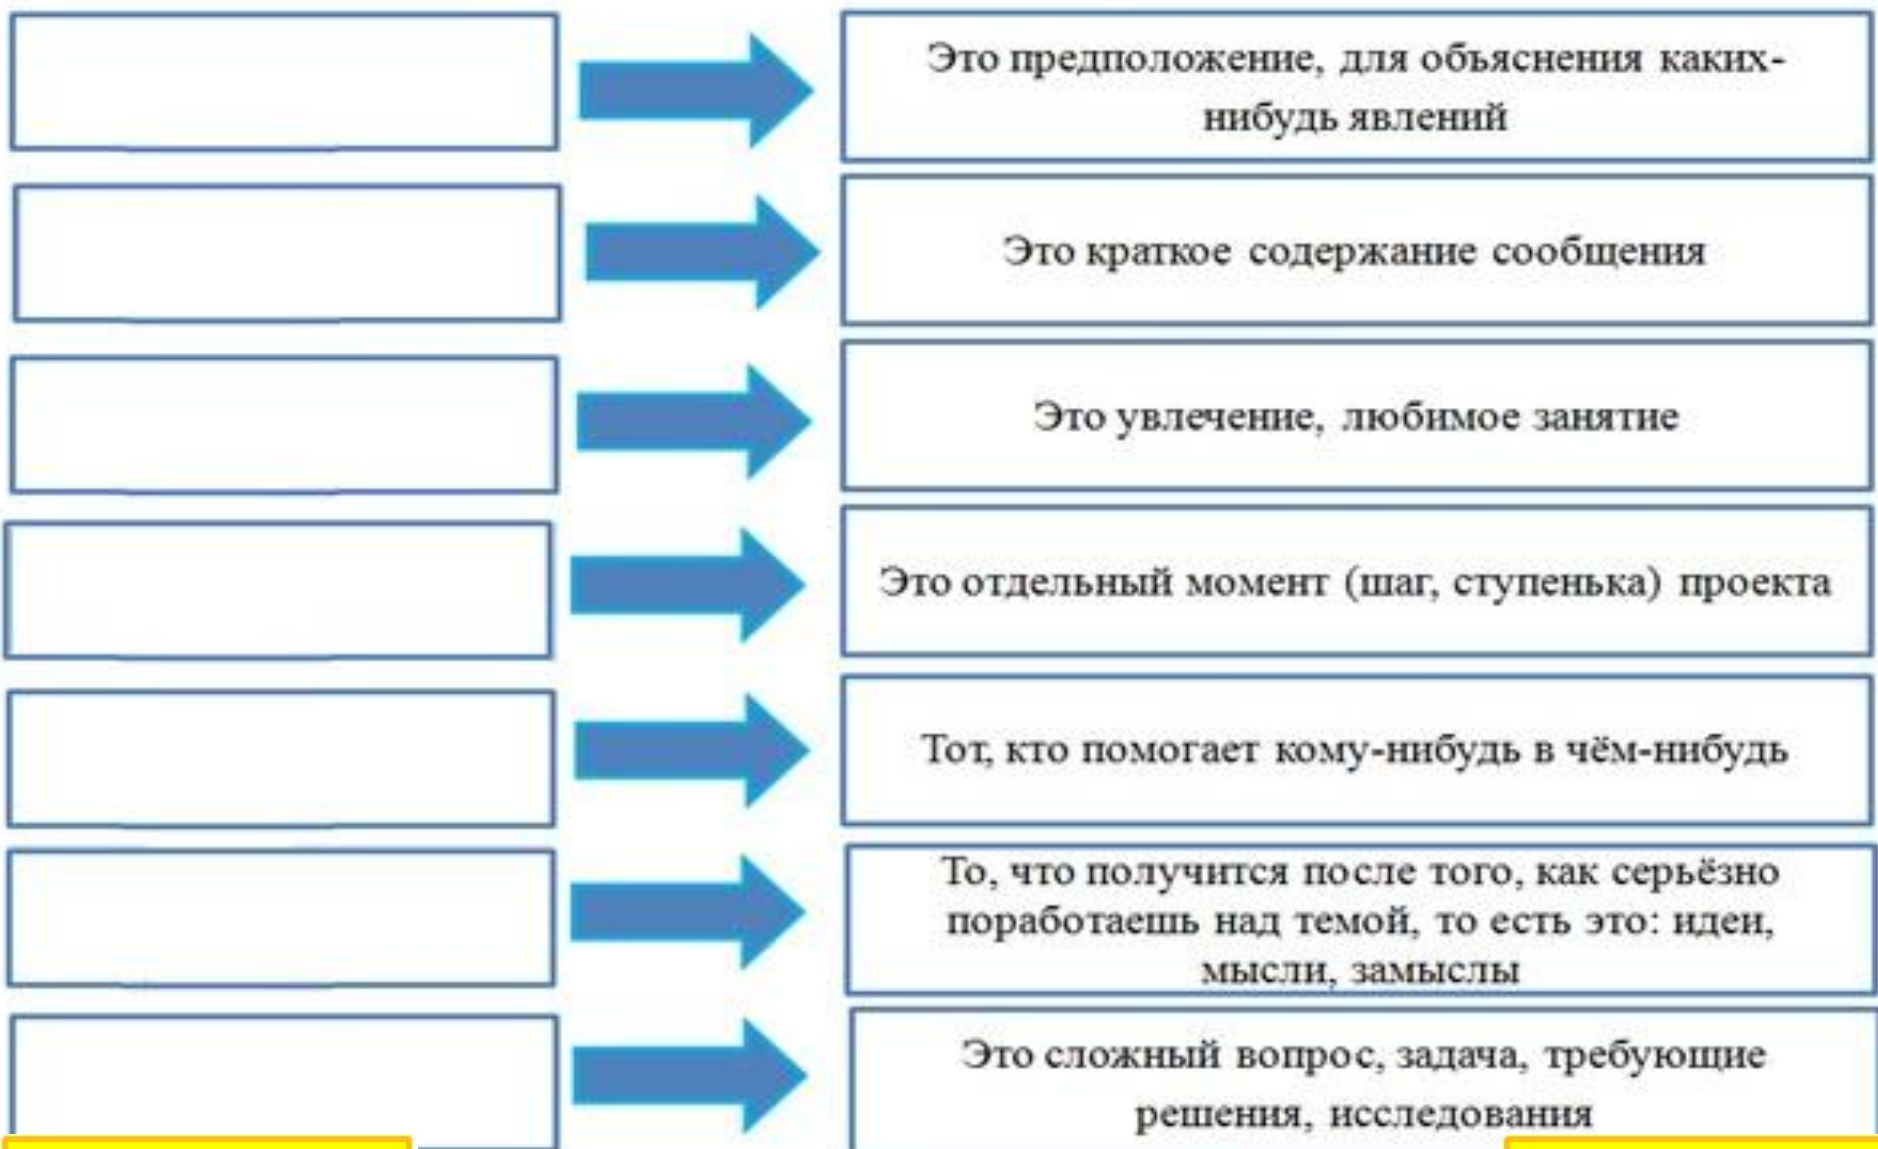 Это предположение, для объяснения каких-
нибудь явлений
Это краткое содержание сообщения
Это увлечение, любимое занятие
Это отдельный момент (шаг, ступенька) проекта
Тот, кто помогает кому-нибудь в чём-нибудь
То, что получится после того, как серьёзно
поработаешь над темой, то есть это: идеи,
мысли, замыслы
Это сложный вопрос, задача, требующие
решения, исследования